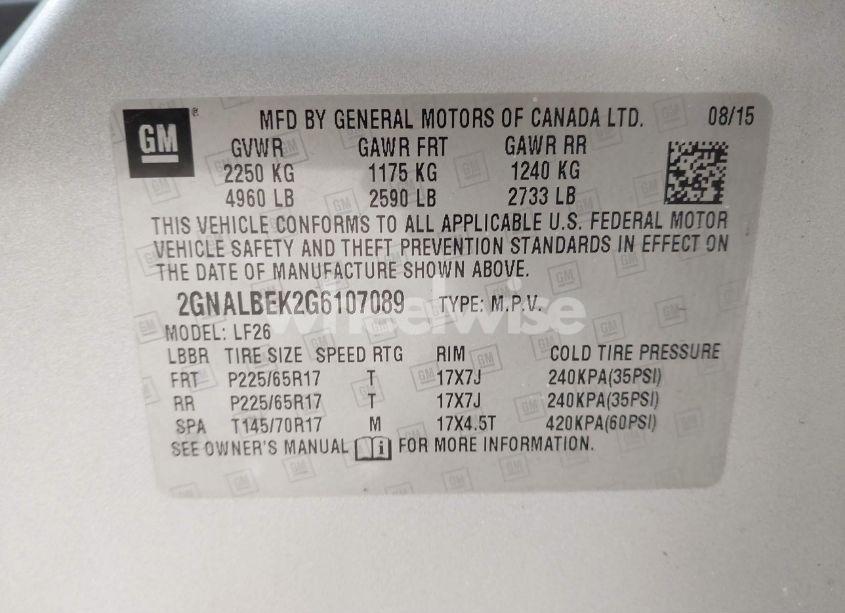 GM ® MFD BY GENERAL MOTORS OF CANADA LTD. 08/15
GVWR GAWR FRT GAWR RR
2250 KG 1175 KG 1240 KG
4960 LB 2590 LB 2733 LB
THIS VEHICLE CONFORMS TO ALL APPLICABLE U.S. FEDERAL MOTOR
VEHICLE SAFETY AND THEFT PREVENTION STANDARDS IN EFFECT ON
THE DATE OF MANUFACTURE SHOWN ABOVE.
2GNALBEK2G6107089 TYPE: M.P.V.
wheelwise
MODEL: LF26
LBBR TIRE SIZE SPEED RTG RIM COLD TIRE PRESSURE
FRT P225/65R17 T 17X7J 240KPA(35PSI)
RR P225/65R17 T 17X7J 240KPA(35PSI)
SPA T145/70R17 M 17X4.5T 420KPA(60PSI)
SEE OWNER'S MANUAL i FOR MORE INFORMATION.